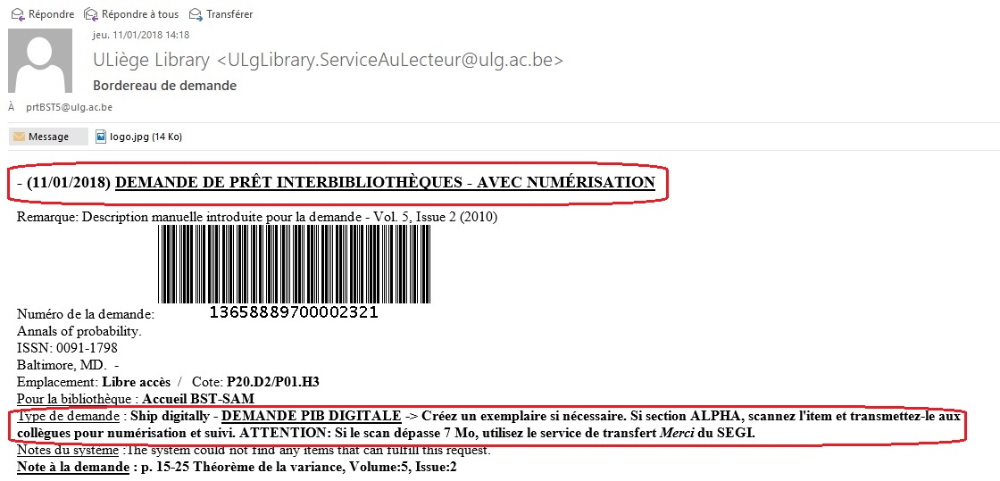 Répondre Répondre à tous Transférer
jeu. 11/01/2018 14:18
ULiège Library <ULgLibrary.ServiceAuLecteur@ulg.ac.be>
Bordereau de demande
À prtBST5@ulg.ac.be
Message logo.jpg (14 Ko)
- (11/01/2018) DEMANDE DE PRÊT INTERBIBLIOTHÈQUES - AVEC NUMÉRISATION
Remarque: Description manuelle introduite pour la demande - Vol. 5, Issue 2 (2010)
Numéro de la demande: 13658889700002321
Annals of probability.
ISSN: 0091-1798
Baltimore, MD. -
Emplacement: Libre accès / Cote: P20.D2/P01.H3
Pour la bibliothèque : Accueil BST-SAM
Type de demande : Ship digitally - DEMANDE PIB DIGITALE -> Créez un exemplaire si nécessaire. Si section ALPHA, scannez l'item et transmettez-le aux
collègues pour numérisation et suivi. ATTENTION: Si le scan dépasse 7 Mo, utilisez le service de transfert Merci du SEGI.
Notes du système :The system could not find any items that can fulfill this request.
Note à la demande : p. 15-25 Théorème de la variance, Volume:5, Issue:2